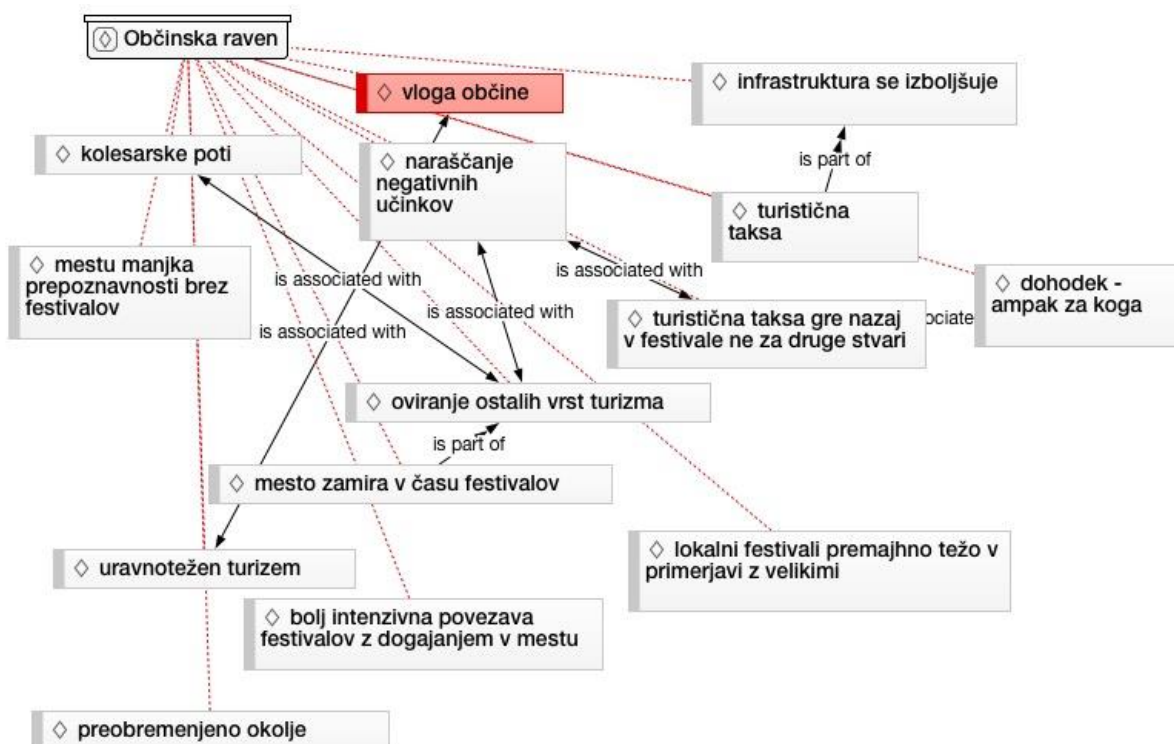 Občinska raven
vloga občine
infrastruktura se izboljšuje
kolesarske poti
naraščanje
negativnih
učinkov
is part of
turistična
taksa
mestu manjka
prepoznavnosti brez
festivalov
is associated with
is associated with
is associated with
is associated with
dohodek -
ampak za koga
turistična taksa gre nazaj
v festivale ne za druge stvari
ociate
oviranje ostalih vrst turizma
is part of
mesto zamira v času festivalov
uravnotežen turizem
lokalni festivali premajhno težo v
primerjavi z velikimi
bolj intenzivna povezava
festivalov z dogajanjem v mestu
preobremenjeno okolje